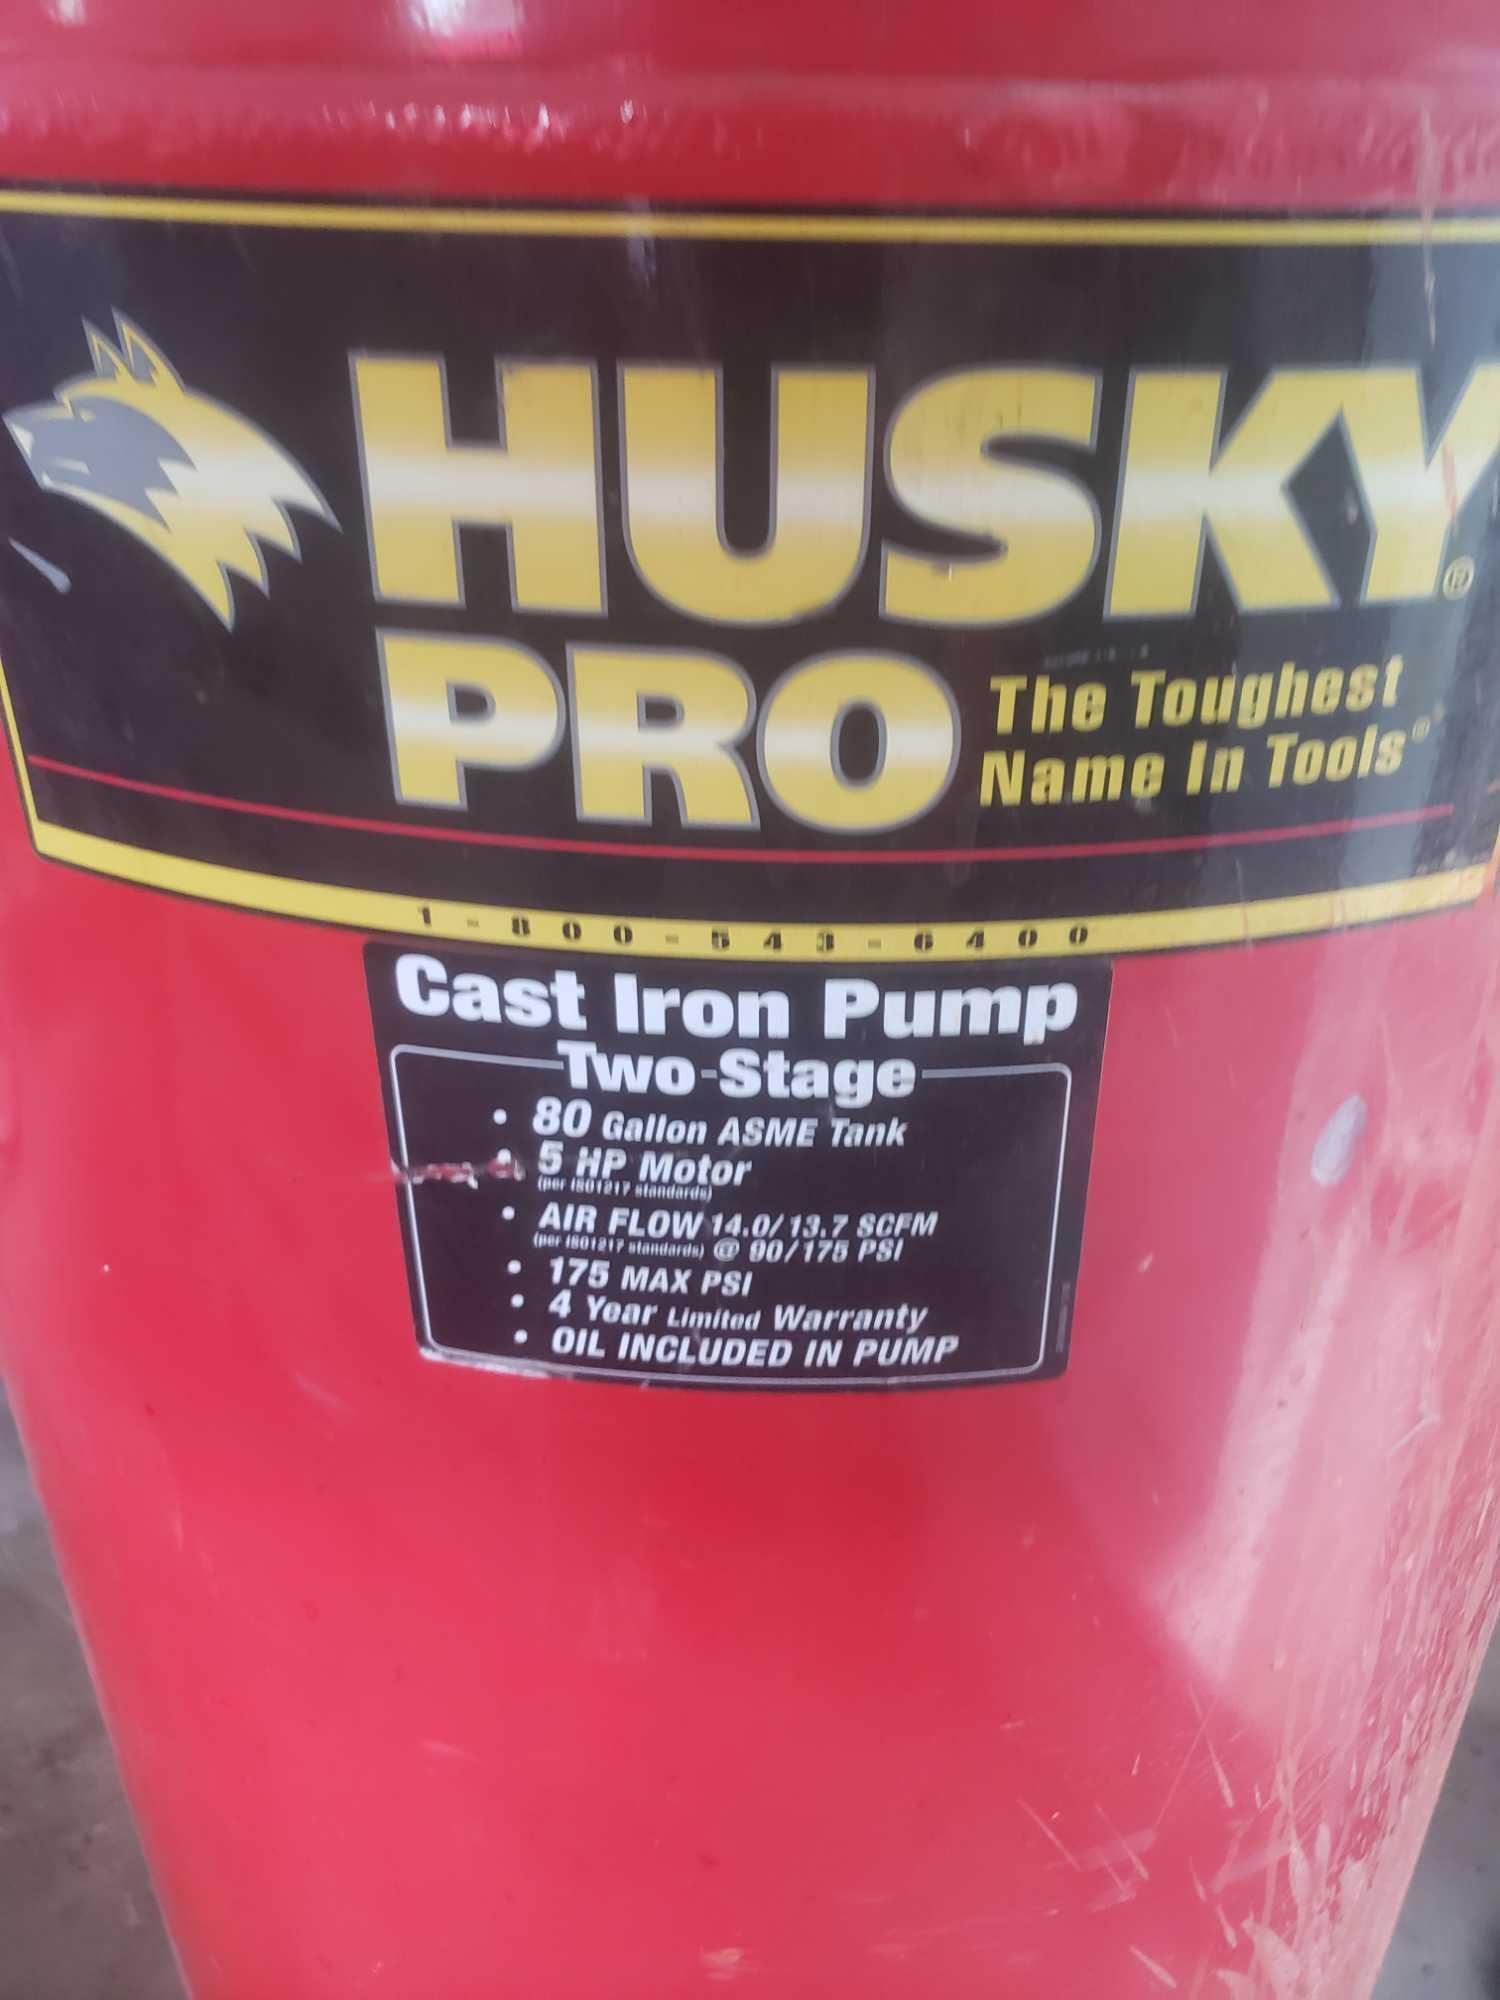 HUSKY®
PRO
The Toughest
Name In Tools®
1-800-543-6400
Cast Iron Pump
Two-Stage
• 80 Gallon ASME Tank
• 5 HP Motor
(per ISO1217 standards)
• AIR FLOW 14.0/13.7 SCFM
(per ISO1217 standards) @ 90/175 PSI
• 175 MAX PSI
• 4 Year Limited Warranty
• OIL INCLUDED IN PUMP